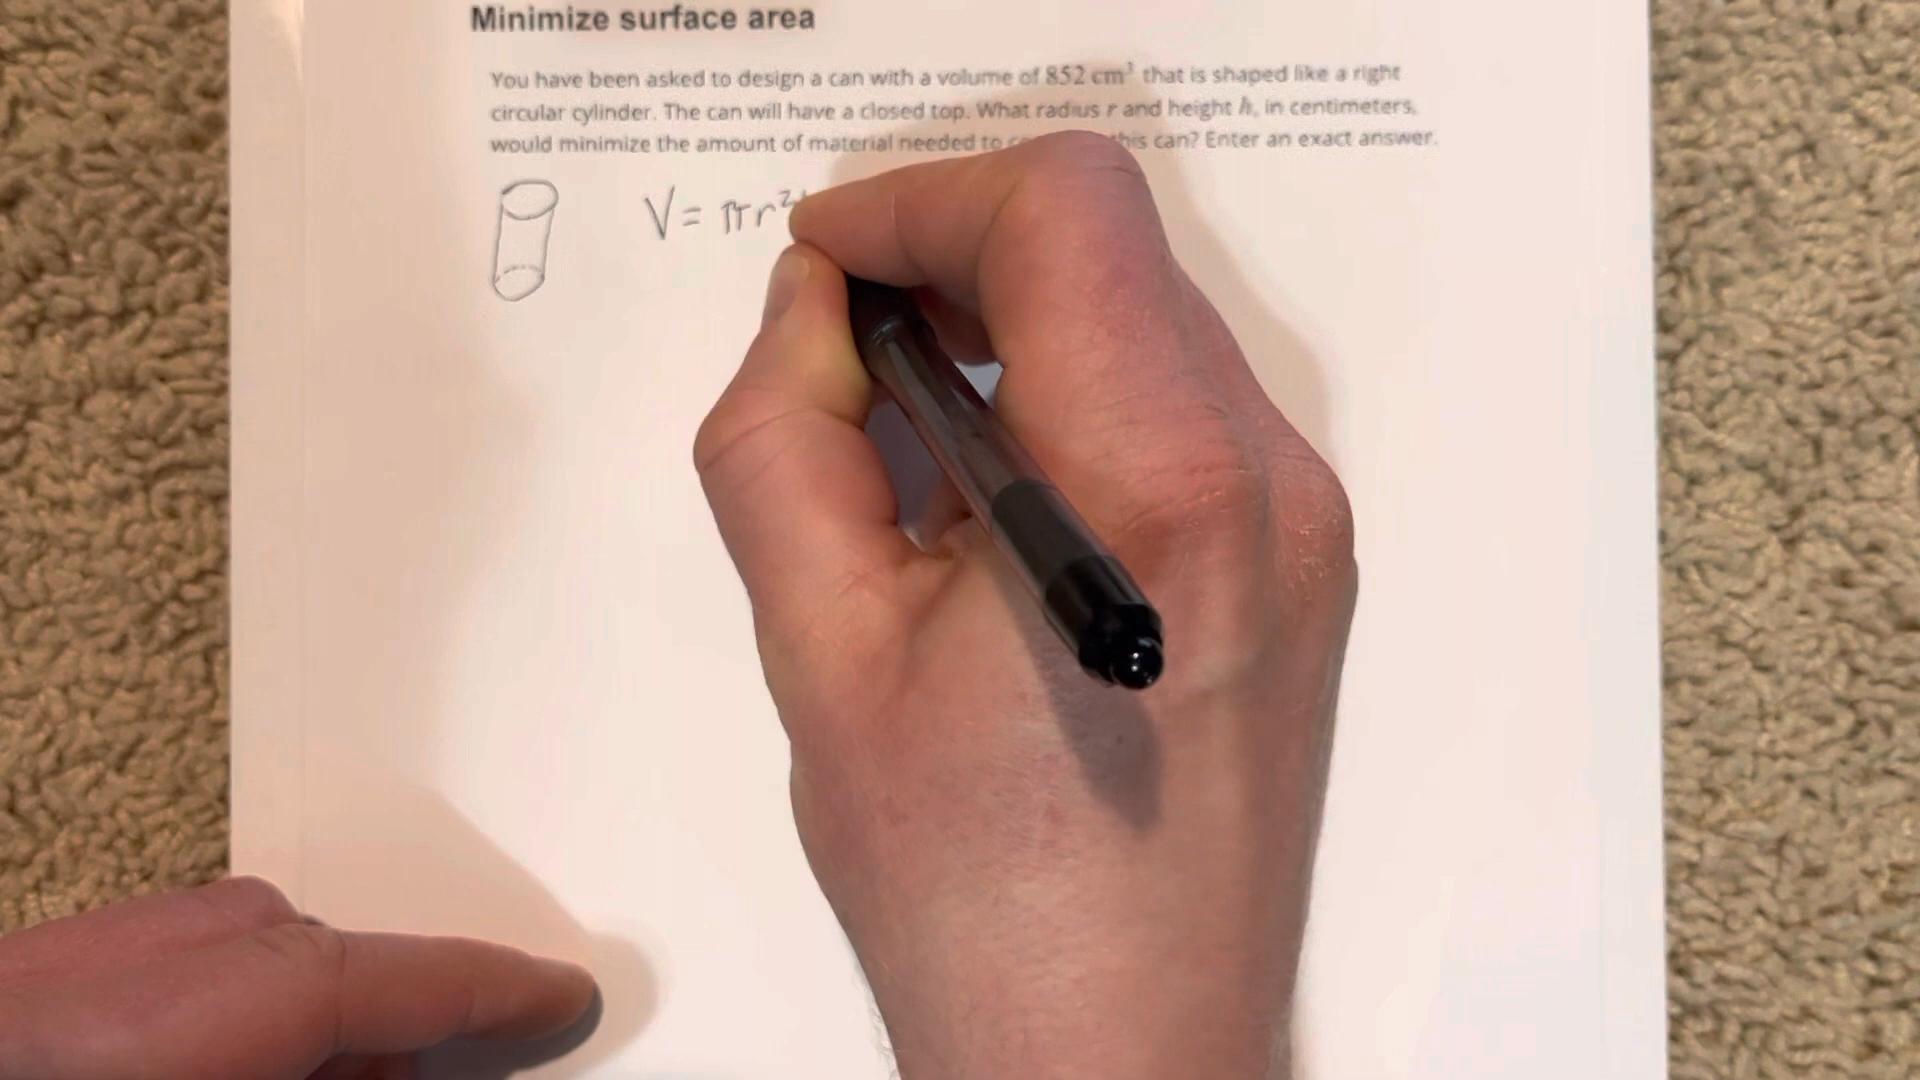 Minimize surface area
You have been asked to design a can with a volume of 852 cm³ that is shaped like a right
circular cylinder. The can will have a closed top. What radius r and height h, in centimeters,
would minimize the amount of material needed to this can? Enter an exact answer.
V = πr²